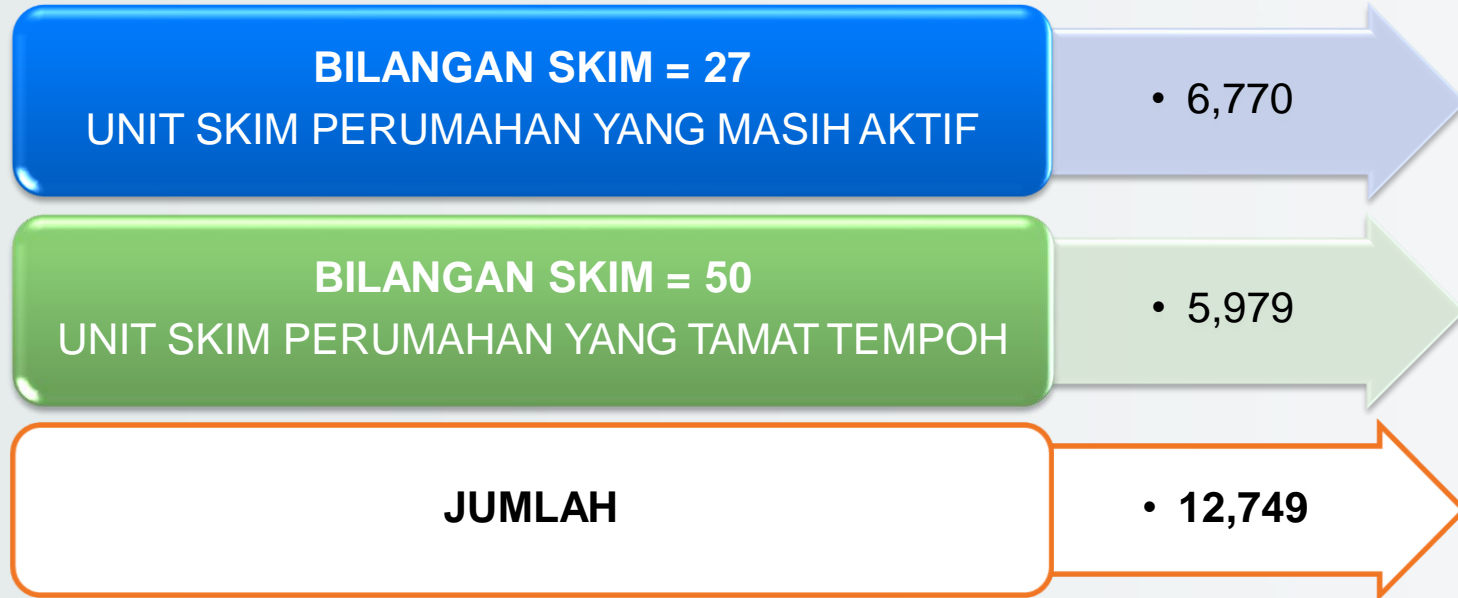 BILANGAN SKIM = 27
UNIT SKIM PERUMAHAN YANG MASIH AKTIF
• 6,770
BILANGAN SKIM = 50
UNIT SKIM PERUMAHAN YANG TAMAT TEMPOH
• 5,979
JUMLAH
• 12,749